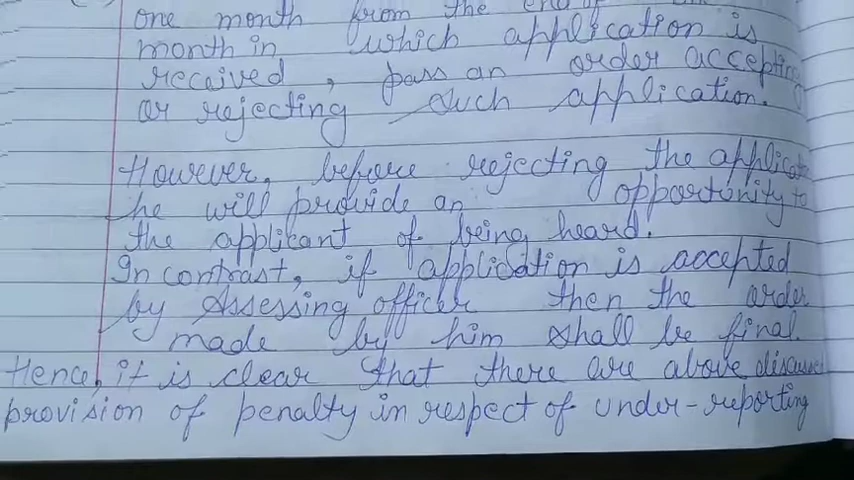 one month from the end of the
month in which application is
received, pass an order accepting
or rejecting such application.
However, before rejecting the
he will provide an opportunity to
the applicant of being heard.
In contrast, if application is accepted
by Assessing officer then the order
made by him shall be final.
Hence, it is clear that there are above
provision of penalty in respect of under-reporting